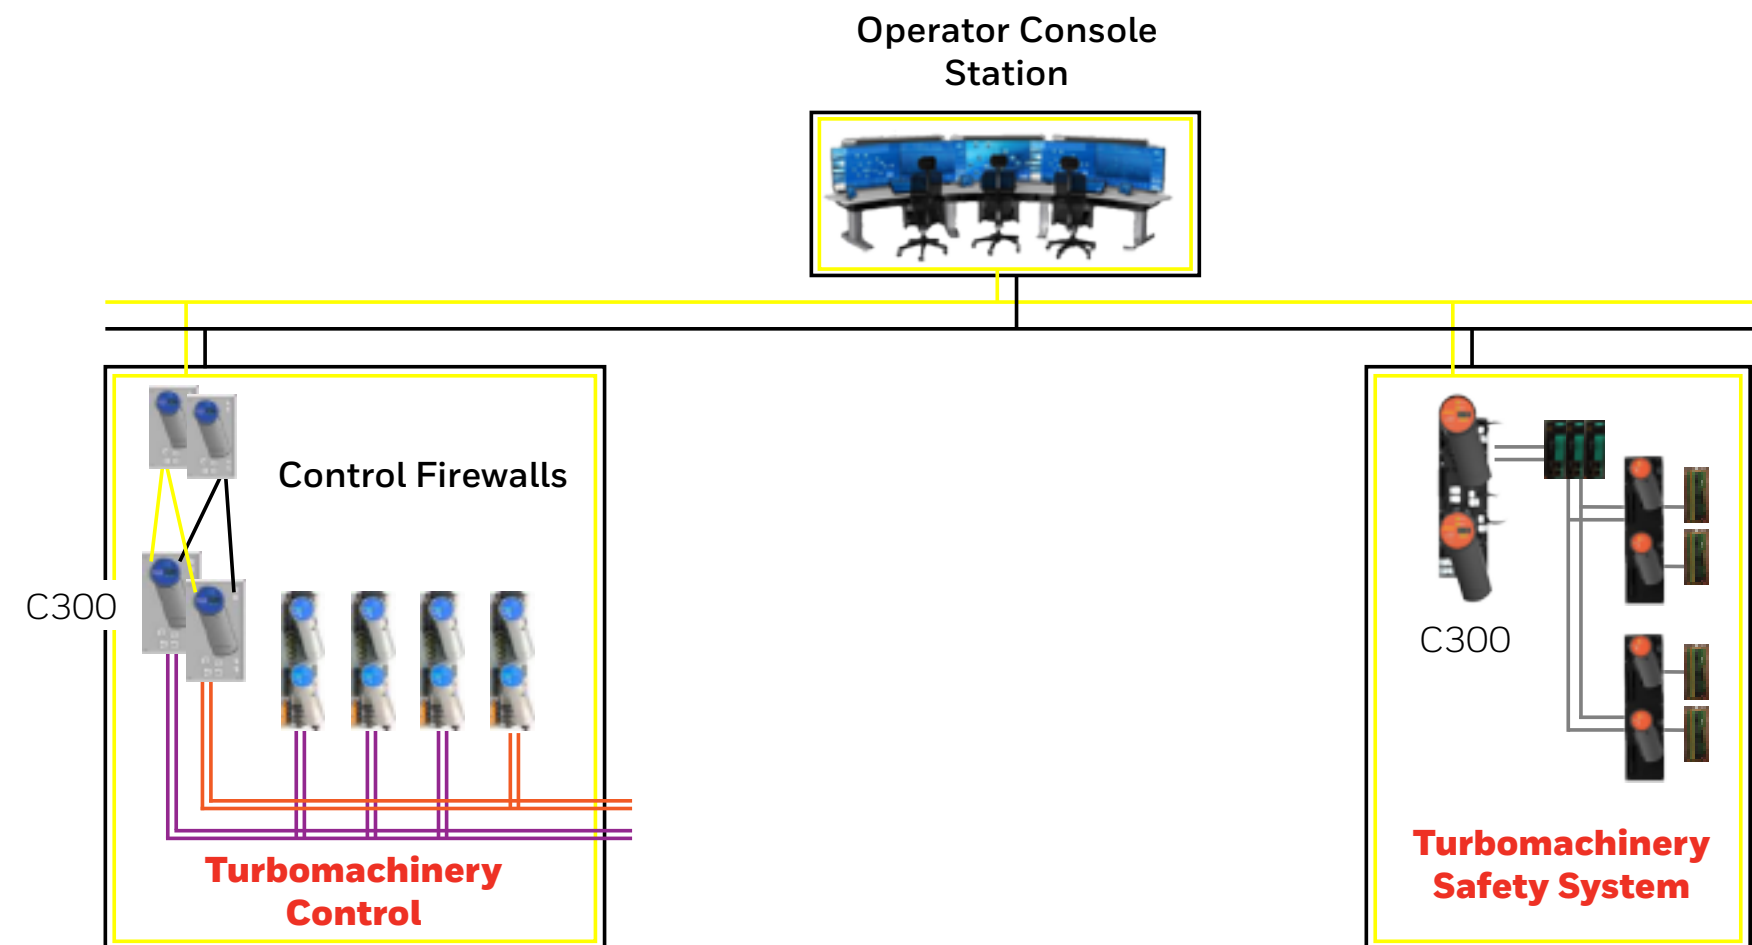 Operator Console
Station
Control Firewalls
C300
C300
Turbomachinery
Control
Turbomachinery
Safety System